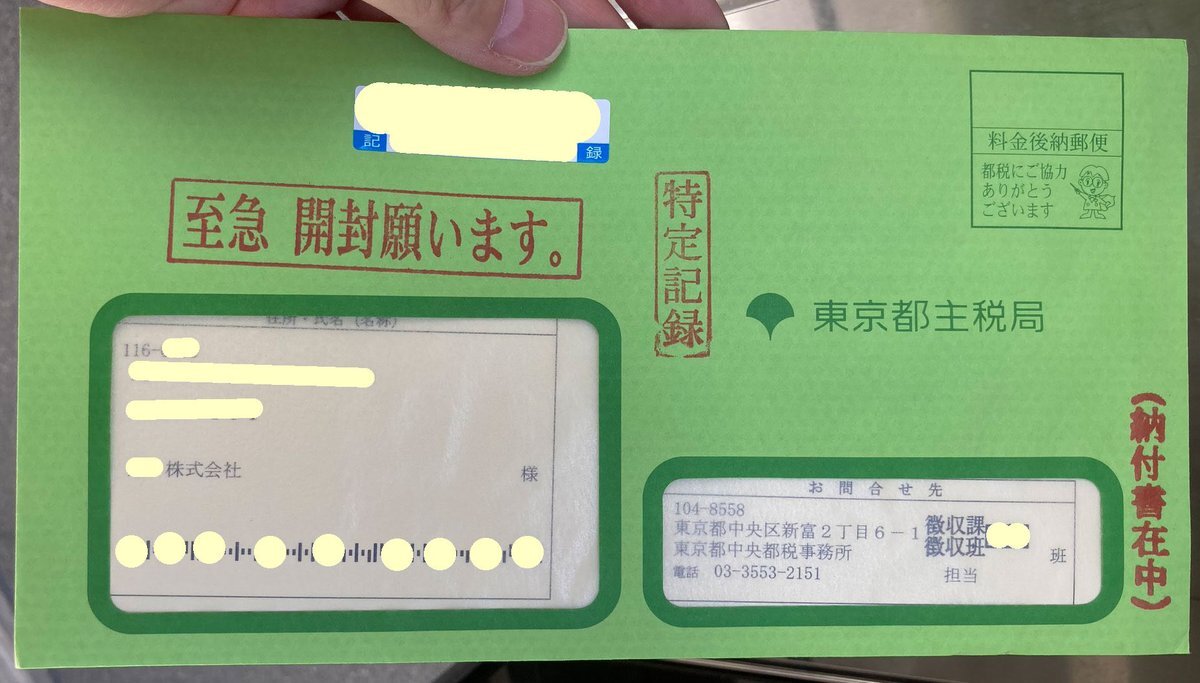 記
録
料金後納郵便
都税にご協力
ありがとう
ございます
至急 開封願います。
特定記録
東京都主税局
住所・氏名(名称)
116-
株式会社
様
(納付書在中)
お問合せ先
104-8558
東京都中央区新富2丁目6-1
東京都中央都税事務所
電話 03-3553-2151
徴収課
徴収班
班
担当